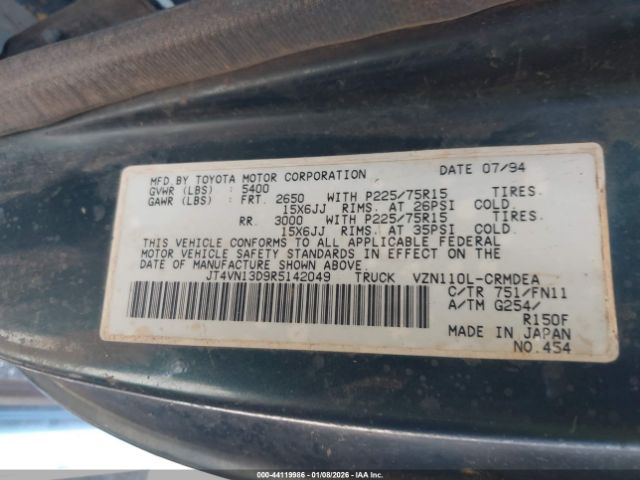 MFD BY TOYOTA MOTOR CORPORATION DATE 07/94
GVWR (LBS) : 5400
GAWR (LBS) : FRT. 2650 WITH P225/75R15 TIRES.
15X6JJ RIMS. AT 26PSI COLD.
RR. 3000 WITH P225/75R15 TIRES.
15X6JJ RIMS. AT 35PSI COLD.
THIS VEHICLE CONFORMS TO ALL APPLICABLE FEDERAL
MOTOR VEHICLE SAFETY STANDARDS IN EFFECT ON THE
DATE OF MANUFACTURE SHOWN ABOVE.
JT4VN13D9R5142049 TRUCK VZN110L-CRMDEA
C/TR 751/FN11
A/TM G254/
R150F
MADE IN JAPAN
NO.454
000-44119986 - 01/08/2026 - IAA Holdings, LLC